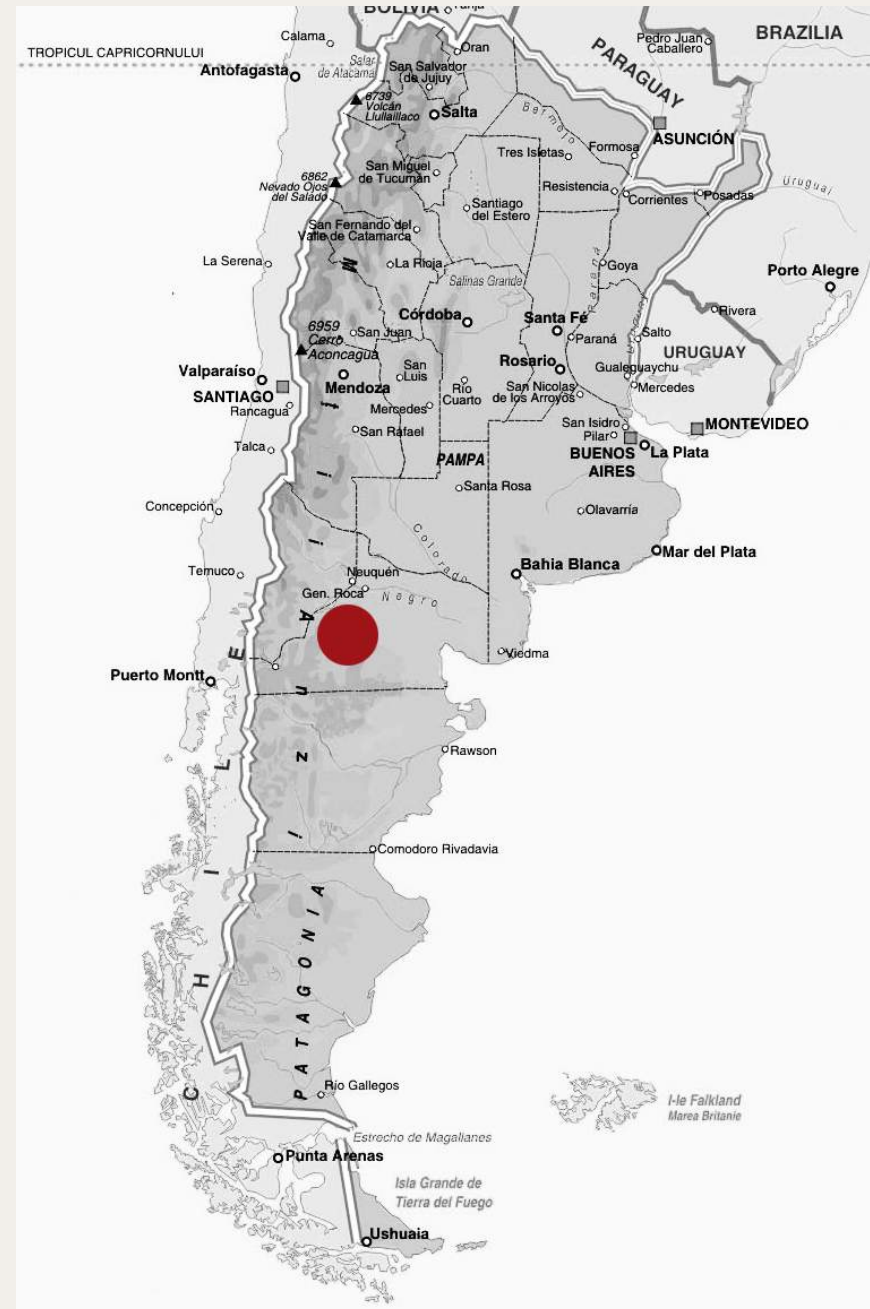 BOLIVIA
Tarija
Calama
Oran
Pedro Juan
Caballero
BRAZILIA
TROPICUL CAPRICORNULUI
PARAGUAY
Salar
de Atacama
San Salvador
de Jujuy
Antofagasta
6739
Volcán
Llullaillaco
Salta
Bermejo
ASUNCIÓN
Tres Isletas
Formosa
6862
Nevado Ojos
del Salado
San Miguel
de Tucumán
Resistencia
Corrientes
Posadas
Uruguai
Santiago
del Estero
San Fernando del
Valle de Catamarca
La Serena
La Rioja
Salinas Grande
Goya
Paraná
Porto Alegre
Córdoba
Santa Fé
Rivera
6959
Cerro
Aconcagua
San Juan
Paraná
Salto
Uruguay
URUGUAY
Valparaíso
SANTIAGO
Mendoza
San
Luis
Rosario
Gualeguaychu
Rancagua
Mercedes
Río
Cuarto
San Nicolas
de los Arroyos
Mercedes
San Rafael
San Isidro
Pilar
MONTEVIDEO
Talca
PAMPA
BUENOS
AIRES
La Plata
Santa Rosa
Concepción
Olavarría
Colorado
Mar del Plata
Temuco
Neuquén
Bahia Blanca
Gen. Roca
Negro
Viedma
Puerto Montt
Rawson
M i i A n z i
Comodoro Rivadavia
CHILE
PATAGONIA
Río Gallegos
I-le Falkland
Marea Britanie
Estrecho de Magallanes
Punta Arenas
Isla Grande de
Tierra del Fuego
Ushuaia